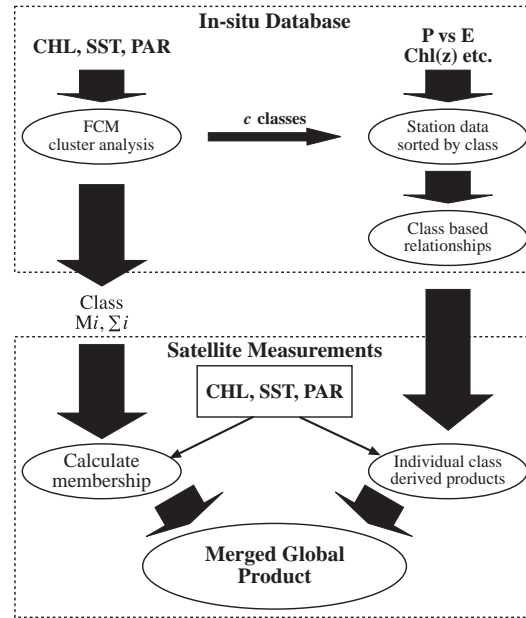 In-situ Database
CHL, SST, PAR
P vs E
Chl(z) etc.
FCM
cluster analysis
c classes
Station data
sorted by class
Class based
relationships
Class
Mi, ∑i
Satellite Measurements
CHL, SST, PAR
Calculate
membership
Individual class
derived products
Merged Global
Product